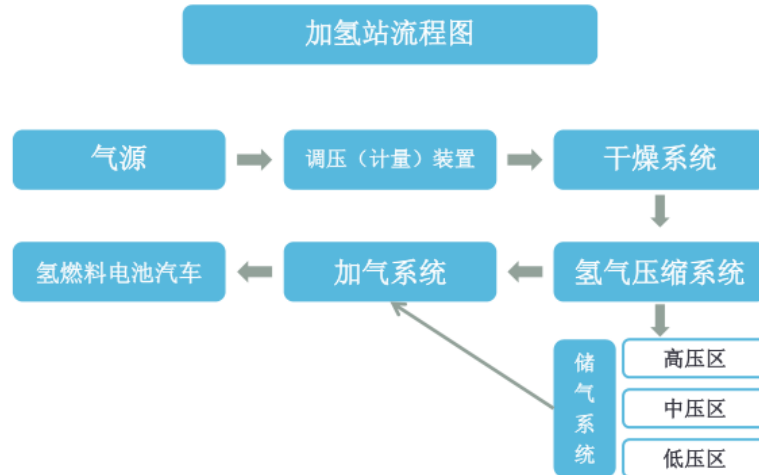 加氢站流程图
气源
调压（计量）装置
干燥系统
氢燃料电池汽车
加气系统
氢气压缩系统
储气系统
高压区
中压区
低压区